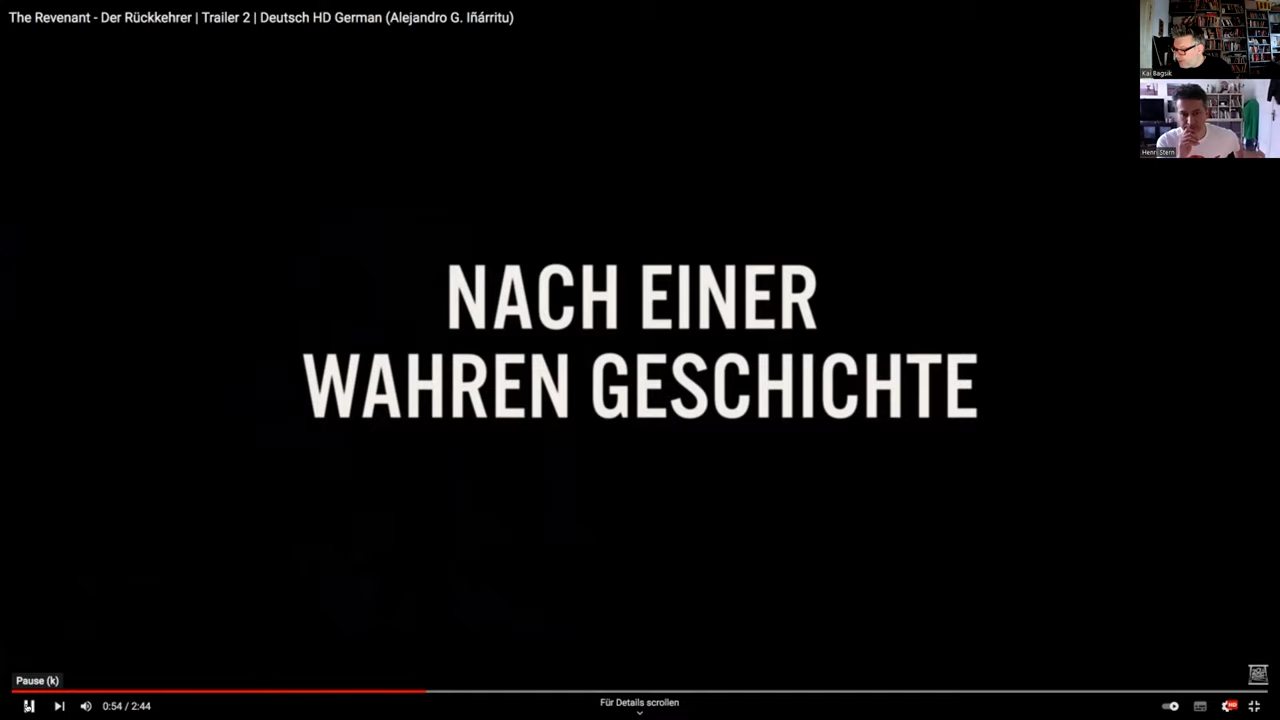 The Revenant - Der Rückkehrer | Trailer 2 | Deutsch HD German (Alejandro G. Iñárritu)
Kai Bagsik
Henri Stern
NACH EINER
WAHREN GESCHICHTE
Pause (k)
0:54 / 2:44
Für Details scrollen
HD